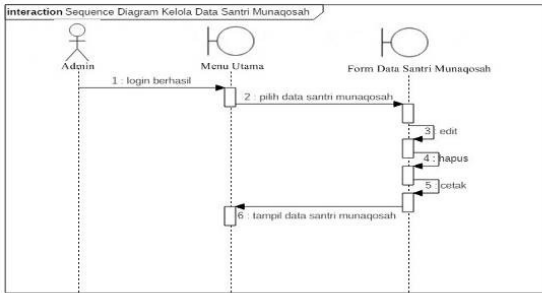 interaction Sequence Diagram Kelola Data Santri Munaqosah
Admin
Menu Utama
Form Data Santri Munaqosah
1 : login berhasil
2 : pilih data santri munaqosah
3 : edit
4 : hapus
5 : cetak
6 : tampil data santri munaqosah